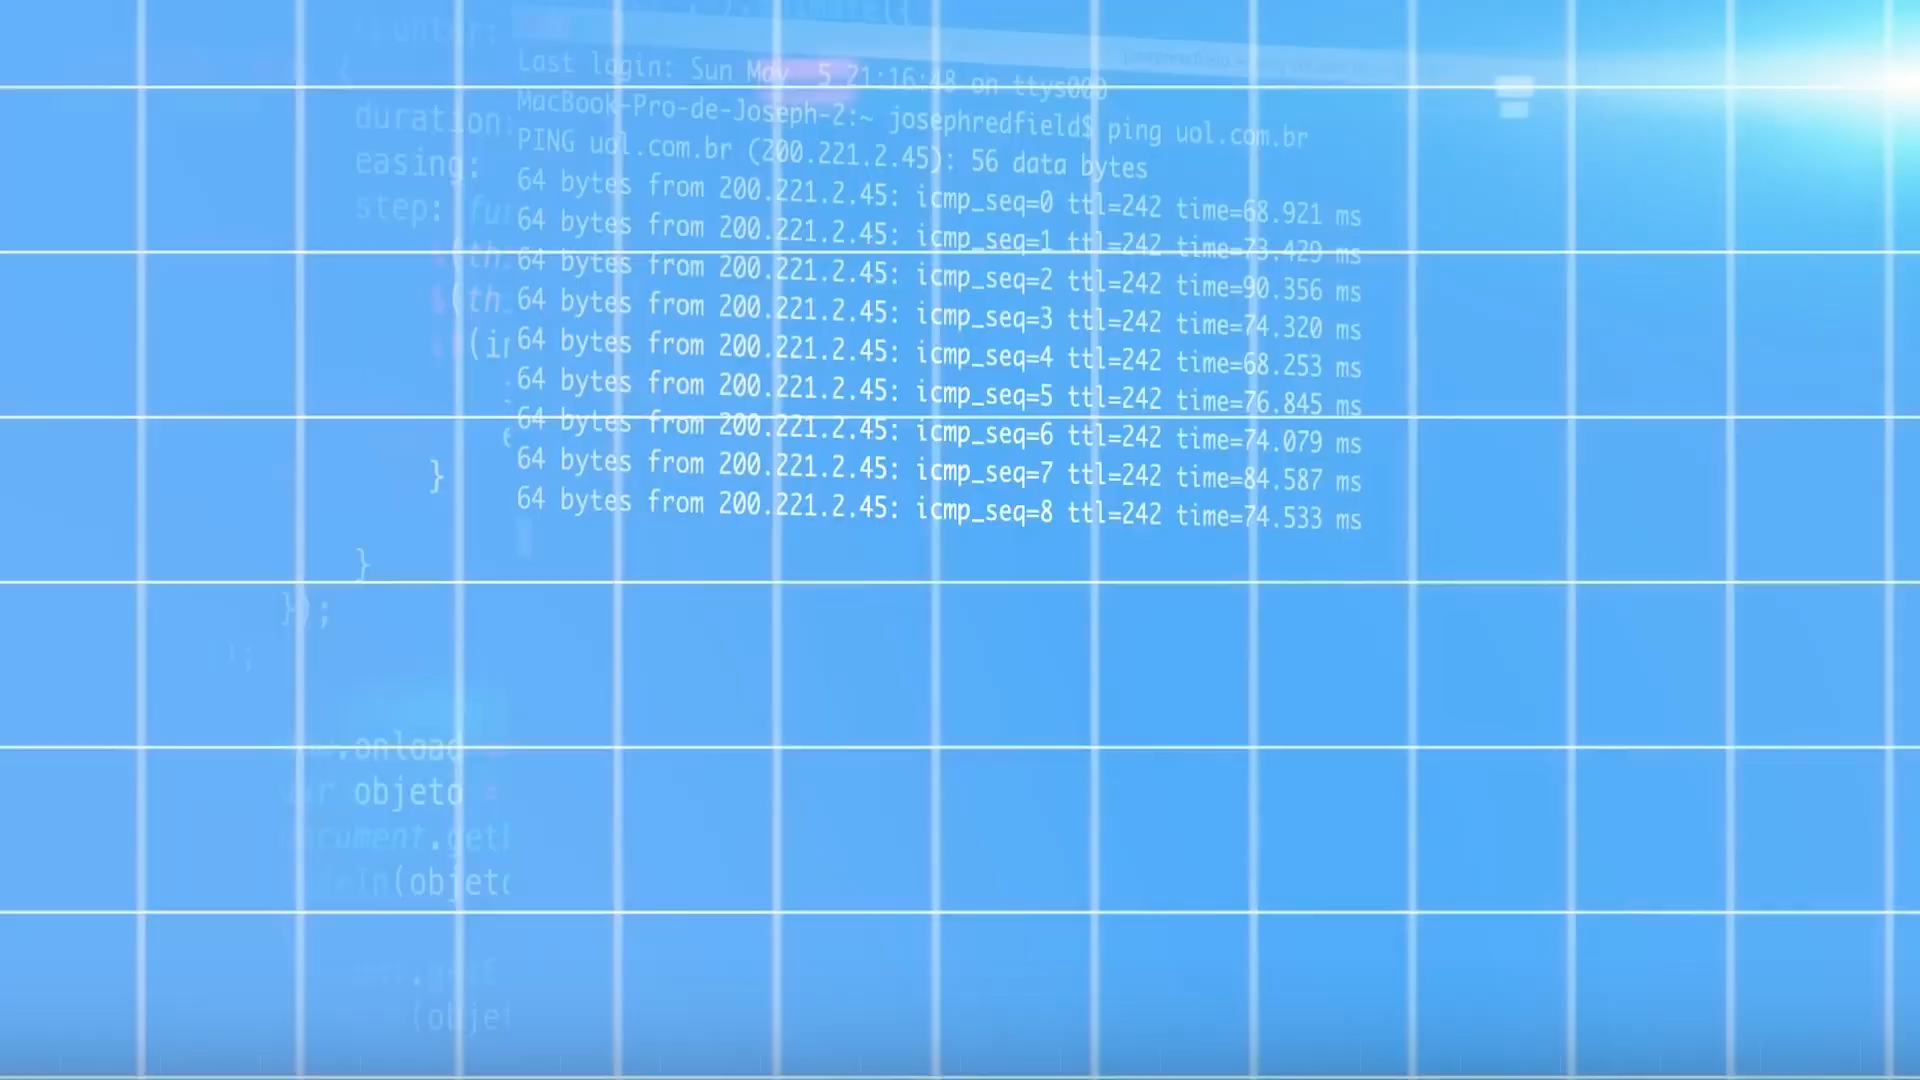 Last login: Sun May 5 21:16:48 on ttys000
MacBook-Pro-de-Joseph-2:~ josephredfield$ ping uol.com.br
PING uol.com.br (200.221.2.45): 56 data bytes
64 bytes from 200.221.2.45: icmp_seq=0 ttl=242 time=68.921 ms
64 bytes from 200.221.2.45: icmp_seq=1 ttl=242 time=73.429 ms
64 bytes from 200.221.2.45: icmp_seq=2 ttl=242 time=90.356 ms
64 bytes from 200.221.2.45: icmp_seq=3 ttl=242 time=74.320 ms
64 bytes from 200.221.2.45: icmp_seq=4 ttl=242 time=68.253 ms
64 bytes from 200.221.2.45: icmp_seq=5 ttl=242 time=76.845 ms
64 bytes from 200.221.2.45: icmp_seq=6 ttl=242 time=74.079 ms
64 bytes from 200.221.2.45: icmp_seq=7 ttl=242 time=84.587 ms
64 bytes from 200.221.2.45: icmp_seq=8 ttl=242 time=74.533 ms
duration:
easing:
step:
}
}
});
.onload
var objeto =
document.get
(objeto
(obje